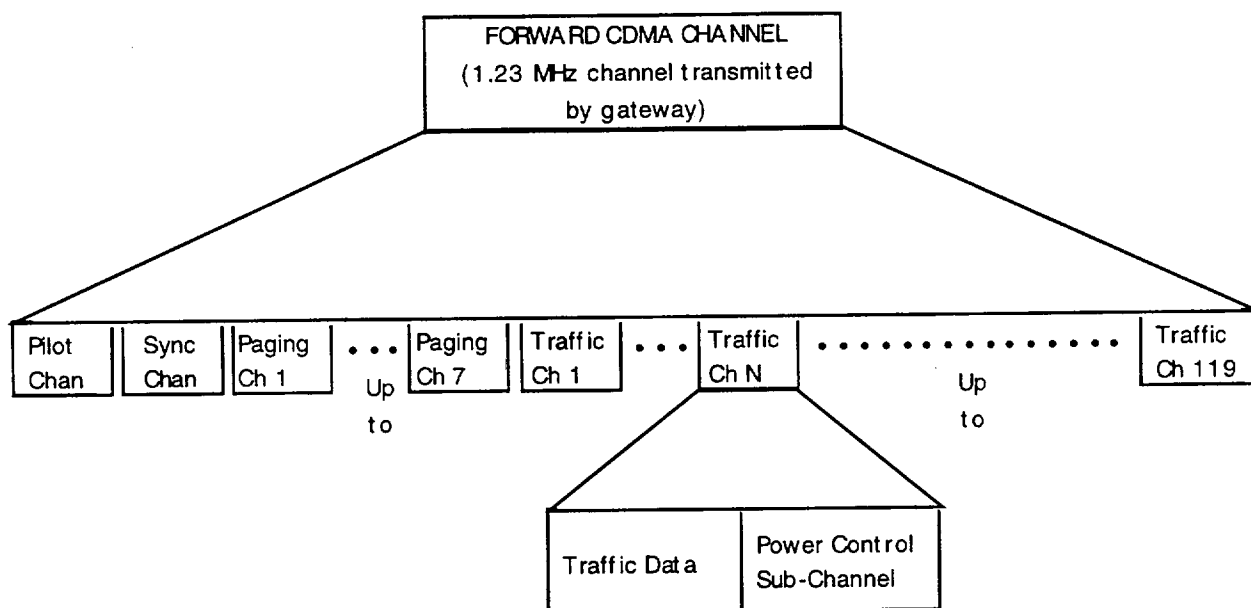 FORWARD CDMA CHANNEL
(1.23 MHz channel transmitted
by gateway)
Pilot
Chan
Sync
Chan
Paging
Ch 1
Up
to
Paging
Ch 7
Traffic
Ch 1
Traffic
Ch N
Up
to
Traffic
Ch 119
Traffic Data
Power Control
Sub-Channel